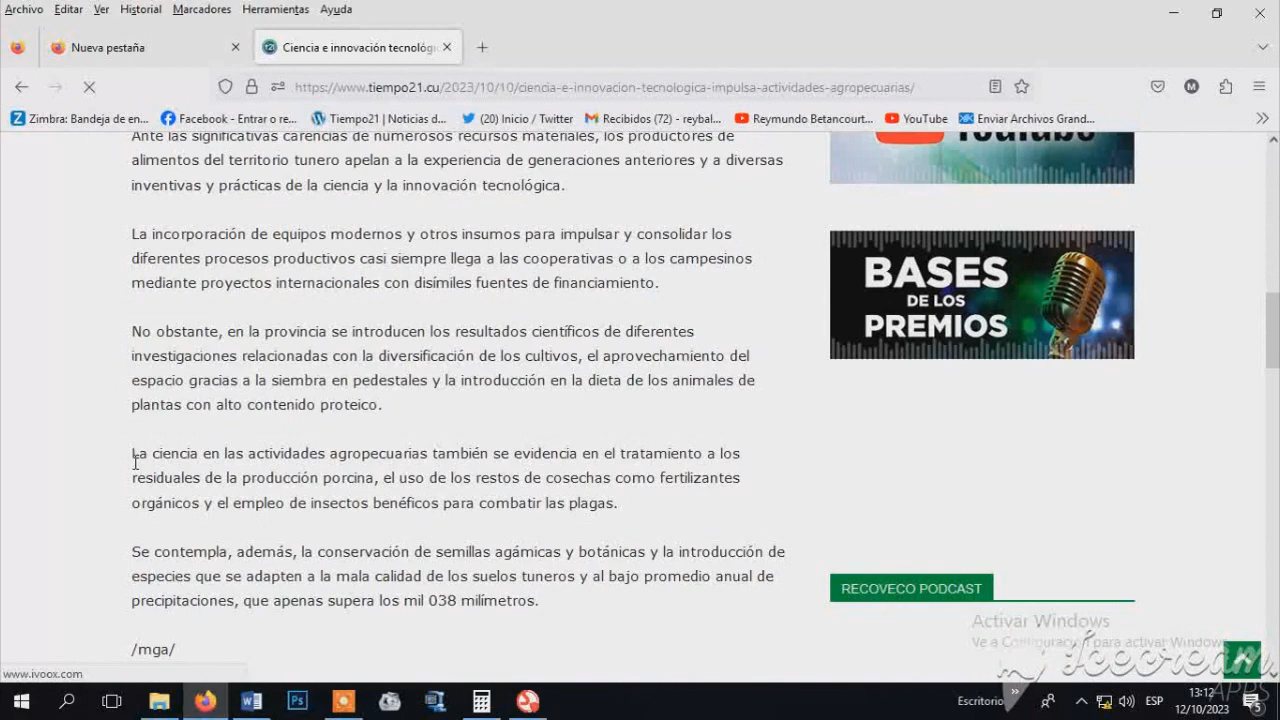 Archivo Editar Ver Historial Marcadores Herramientas Ayuda
Nueva pestaña
Ciencia e innovación tecnológi
https://www.tiempo21.cu/2023/10/10/ciencia-e-innovacion-tecnologica-impulsa-actividades-agropecuarias/
Zimbra: Bandeja de en... Facebook - Entrar o re... Tiempo21 | Noticias d... (20) Inicio / Twitter Recibidos (72) - reybal... Reymundo Betancourt... YouTube Enviar Archivos Grand...
Ante las significativas carencias de numerosos recursos materiales, los productores de
alimentos del territorio tunero apelan a la experiencia de generaciones anteriores y a diversas
inventivas y prácticas de la ciencia y la innovación tecnológica.
La incorporación de equipos modernos y otros insumos para impulsar y consolidar los
diferentes procesos productivos casi siempre llega a las cooperativas o a los campesinos
mediante proyectos internacionales con disímiles fuentes de financiamiento.
No obstante, en la provincia se introducen los resultados científicos de diferentes
investigaciones relacionadas con la diversificación de los cultivos, el aprovechamiento del
espacio gracias a la siembra en pedestales y la introducción en la dieta de los animales de
plantas con alto contenido proteico.
La ciencia en las actividades agropecuarias también se evidencia en el tratamiento a los
residuales de la producción porcina, el uso de los restos de cosechas como fertilizantes
orgánicos y el empleo de insectos benéficos para combatir las plagas.
Se contempla, además, la conservación de semillas agámicas y botánicas y la introducción de
especies que se adapten a la mala calidad de los suelos tuneros y al bajo promedio anual de
precipitaciones, que apenas supera los mil 038 milímetros.
/mga/
YouTube
BASES
DE LOS
PREMIOS
RECOVECO PODCAST
Activar Windows
Ve a Configuración para activar Windows.
Icecream
APPS
www.ivoox.com
Escritorio
ESP
13:12
12/10/2023
5